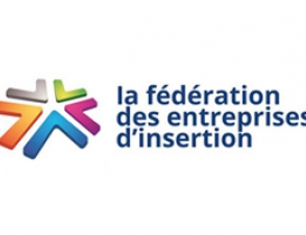 la fédération
des entreprises
d'insertion